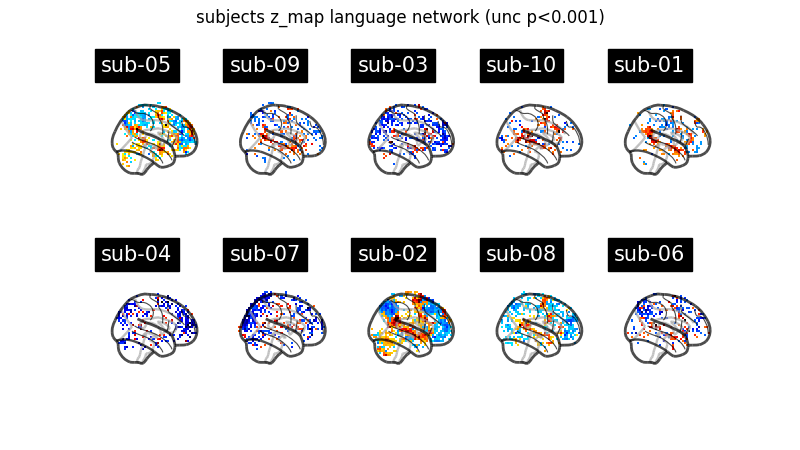 subjects z_map language network (unc p<0.001)
sub-05 sub-09 sub-03 sub-10 sub-01
sub-04 sub-07 sub-02 sub-08 sub-06